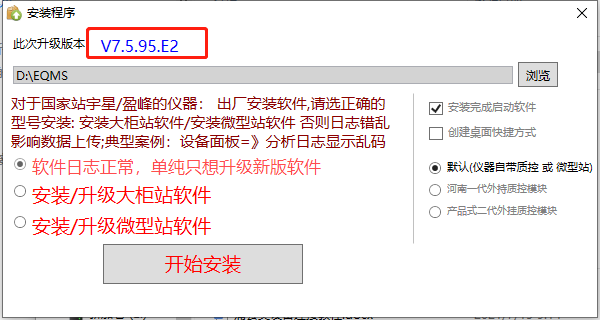 安装程序
此次升级版本 V7.5.95.E2
D:\EQMS 浏览
对于国家站宇星/盈峰的仪器： 出厂安装软件,请选正确的
型号安装: 安装大柜站软件/安装微型站软件 否则日志错乱
影响数据上传;典型案例：设备面板=》分析日志显示乱码
软件日志正常，单纯只想升级新版软件
安装/升级大柜站软件
安装/升级微型站软件
开始安装
安装完成启动软件
创建桌面快捷方式
默认(仪器自带质控 或 微型站)
河南一代外持质控模块
产品式二代外挂质控模块